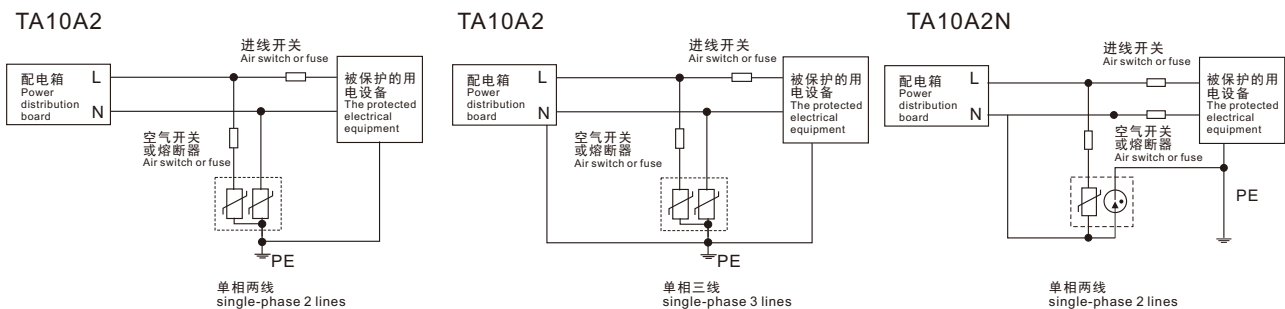 TA10A2
进线开关
Air switch or fuse
配电箱
Power
distribution
board
L
N
被保护的用
电设备
The protected
electrical
equipment
空气开关
或熔断器
Air switch or fuse
PE
单相两线
single-phase 2 lines
TA10A2
进线开关
Air switch or fuse
配电箱
Power
distribution
board
L
N
被保护的用
电设备
The protected
electrical
equipment
空气开关
或熔断器
Air switch or fuse
PE
单相三线
single-phase 3 lines
TA10A2N
进线开关
Air switch or fuse
配电箱
Power
distribution
board
L
N
被保护的用
电设备
The protected
electrical
equipment
空气开关
或熔断器
Air switch or fuse
PE
单相两线
single-phase 2 lines